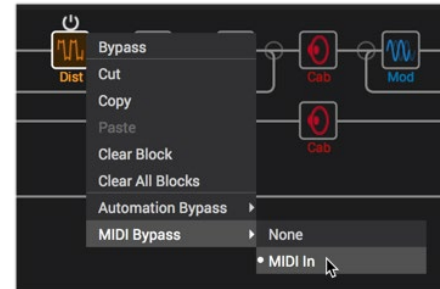 Bypass
Dist
Cut
Cab
Mod
Copy
Paste
Clear Block
Cab
Clear All Blocks
Automation Bypass
MIDI Bypass
None
MIDI In